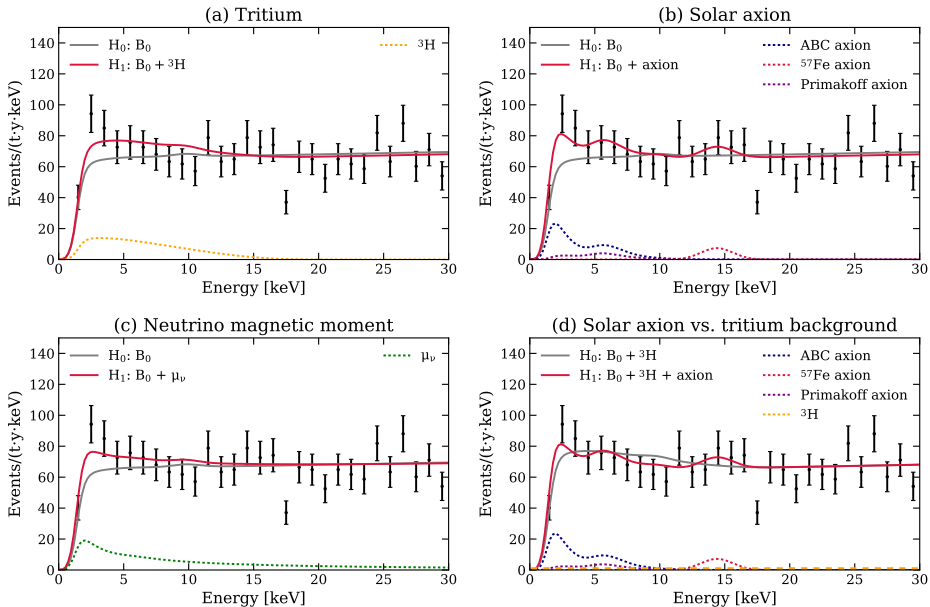 (a) Tritium
H₀: B₀
H₁: B₀ + ³H
³H
Events/(t·y·keV)
0 20 40 60 80 100 120 140
0 5 10 15 20 25 30
Energy [keV]
(b) Solar axion
H₀: B₀
H₁: B₀ + axion
ABC axion
⁵⁷Fe axion
Primakoff axion
Events/(t·y·keV)
0 20 40 60 80 100 120 140
0 5 10 15 20 25 30
Energy [keV]
(c) Neutrino magnetic moment
H₀: B₀
H₁: B₀ + μᵥ
μᵥ
Events/(t·y·keV)
0 20 40 60 80 100 120 140
0 5 10 15 20 25 30
Energy [keV]
(d) Solar axion vs. tritium background
H₀: B₀ + ³H
H₁: B₀ + ³H + axion
ABC axion
⁵⁷Fe axion
Primakoff axion
³H
Events/(t·y·keV)
0 20 40 60 80 100 120 140
0 5 10 15 20 25 30
Energy [keV]